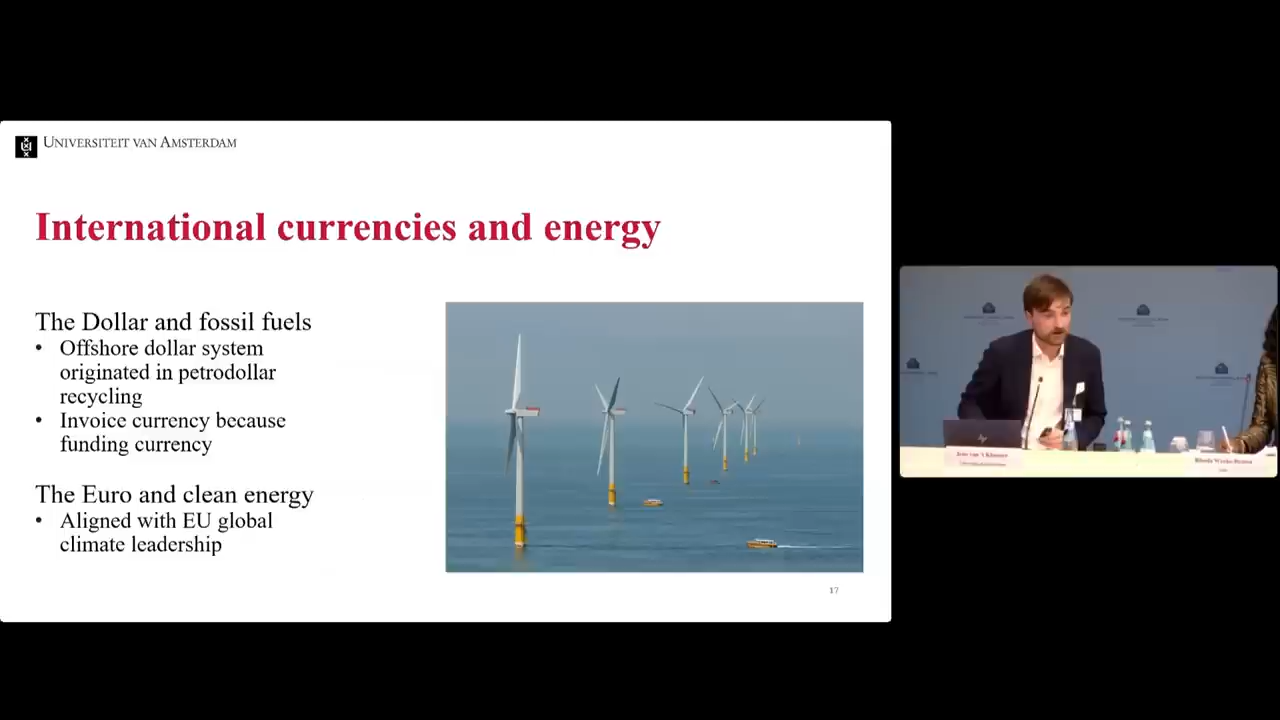 UNIVERSITEIT VAN AMSTERDAM
International currencies and energy
The Dollar and fossil fuels
• Offshore dollar system
originated in petrodollar
recycling
• Invoice currency because
funding currency
The Euro and clean energy
• Aligned with EU global
climate leadership
17